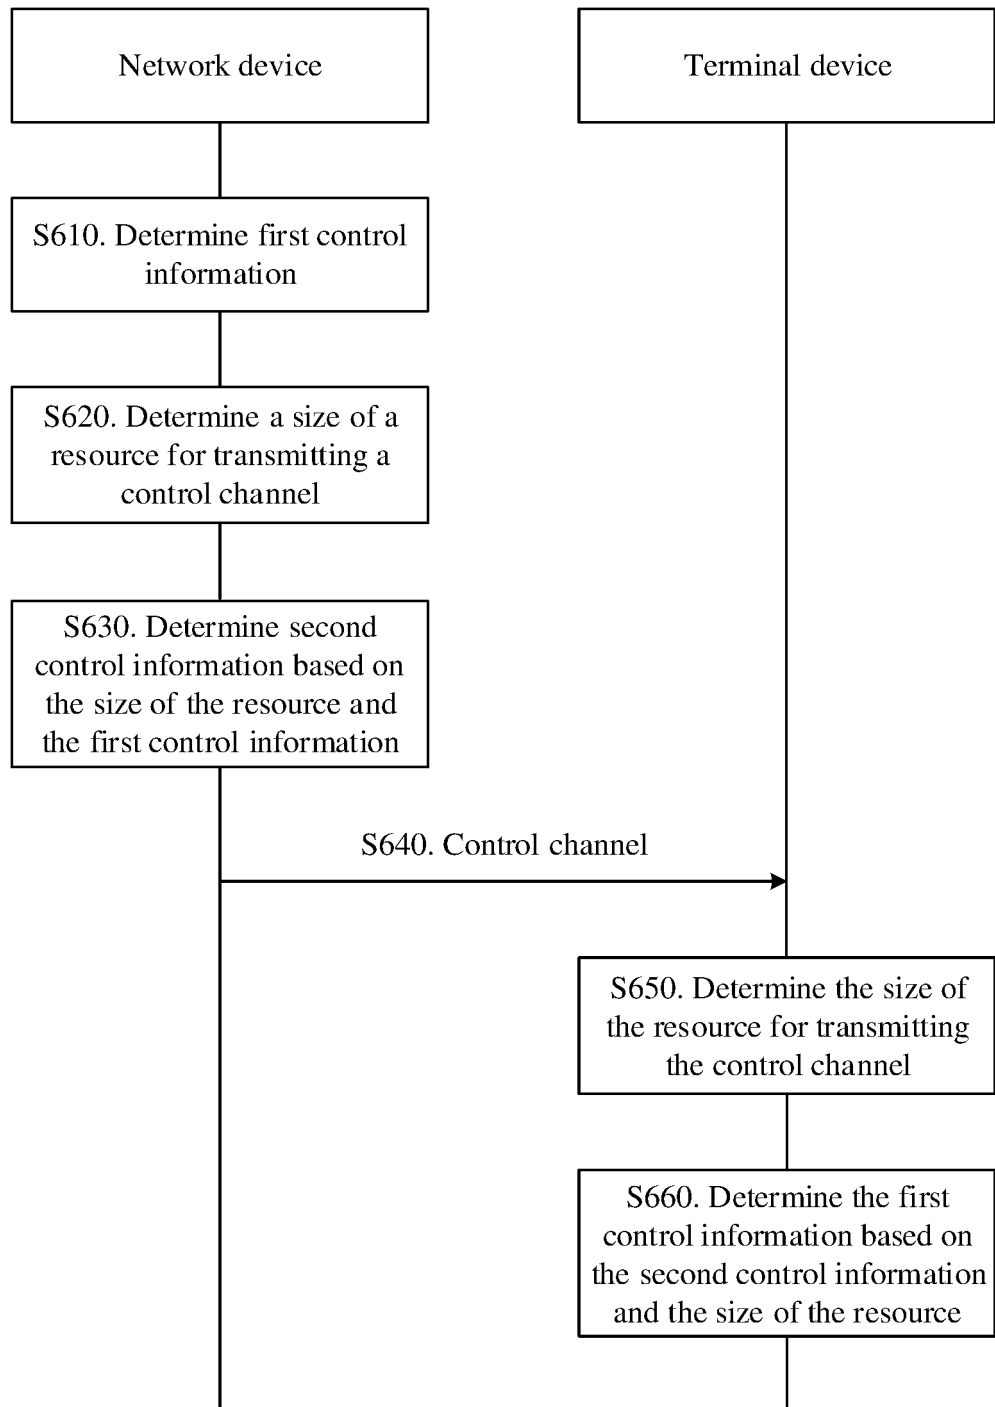 Network device
Terminal device
S610. Determine first control
information
S620. Determine a size of a
resource for transmitting a
control channel
S630. Determine second
control information based on
the size of the resource and
the first control information
S640. Control channel
S650. Determine the size of
the resource for transmitting
the control channel
S660. Determine the first
control information based on
the second control information
and the size of the resource